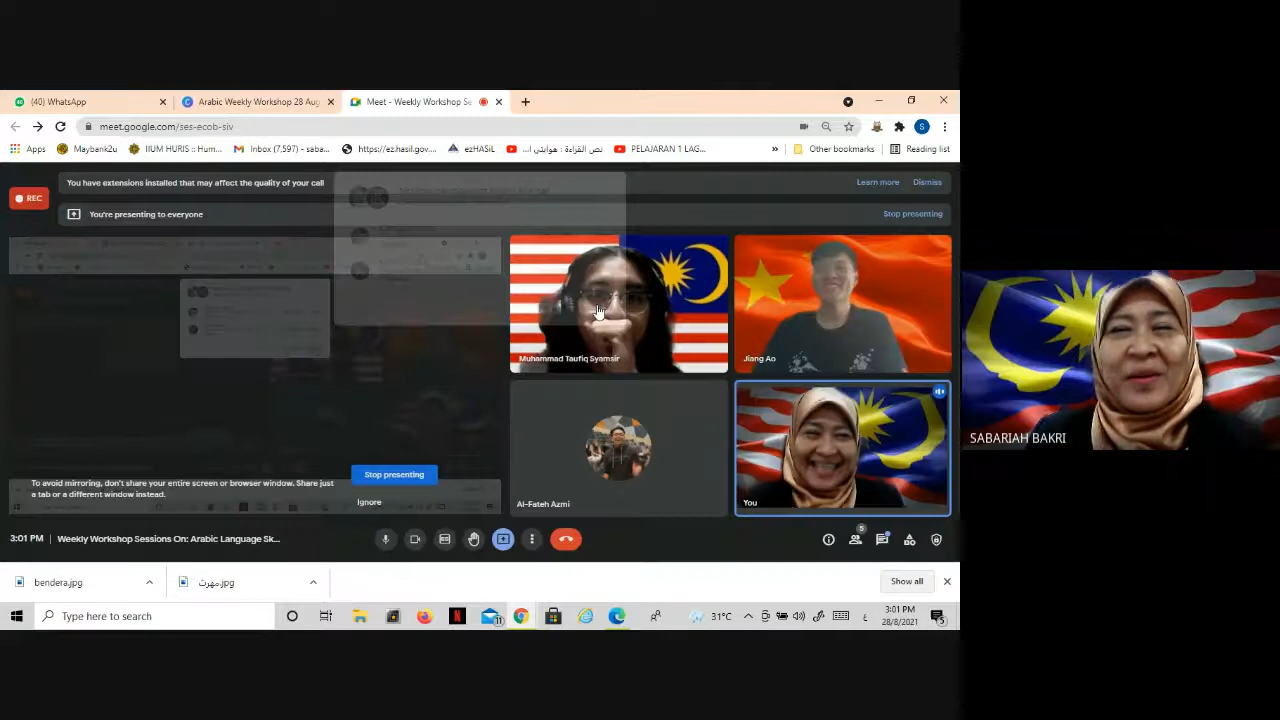 (40) WhatsApp
Arabic Weekly Workshop 28 Aug
Meet - Weekly Workshop Se
meet.google.com/ses-ecob-siv
Apps
Maybank2u
IIUM HURIS :: Hum...
Inbox (7,597) - saba...
https://ez.hasil.gov....
ezHASiL
نص القراءة : هوايتي ا...
PELAJARAN 1 LAG...
»
Other bookmarks
Reading list
REC
You have extensions installed that may affect the quality of your call
Learn more
Dismiss
You're presenting to everyone
Stop presenting
Muhammad Taufiq Syamsir
Jiang Ao
Stop presenting
To avoid mirroring, don't share your entire screen or browser window. Share just
a tab or a different window instead.
Ignore
Al-Fateh Azmi
You
SABARIAH BAKRI
3:01 PM | Weekly Workshop Sessions On: Arabic Language Sk...
5
bendera.jpg
مهرت.jpg
Show all
Type here to search
11
31°C
ع
3:01 PM
28/8/2021
5